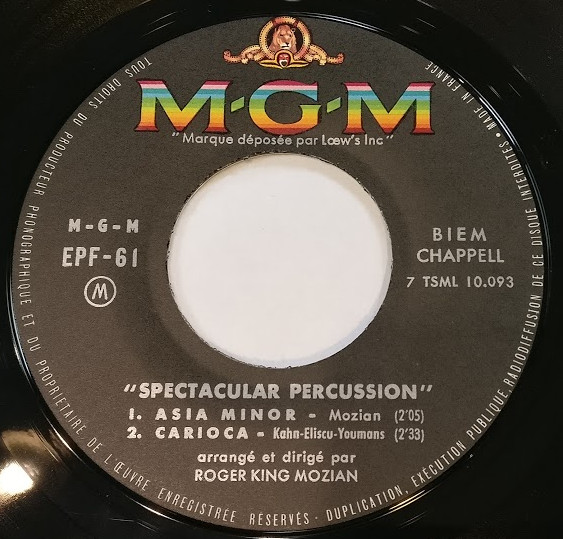 M-G-M
"Marque déposée par Lœw's Inc"
M-G-M
EPF-61
M
BIEM
CHAPPELL
7 TSML 10.093
"SPECTACULAR PERCUSSION"
1. ASIA MINOR - Mozian (2'05)
2. CARIOCA - Kahn-Eliscu-Youmans (2'33)
arrangé et dirigé par
ROGER KING MOZIAN
TOUS DROITS DU PRODUCTEUR PHONOGRAPHIQUE ET DU PROPRIETAIRE DE L'ŒUVRE ENREGISTRÉE RÉSERVÉS - DUPLICATION, EXÉCUTION PUBLIQUE, RADIODIFFUSION DE CE DISQUE INTERDITES • MADE IN FRANCE